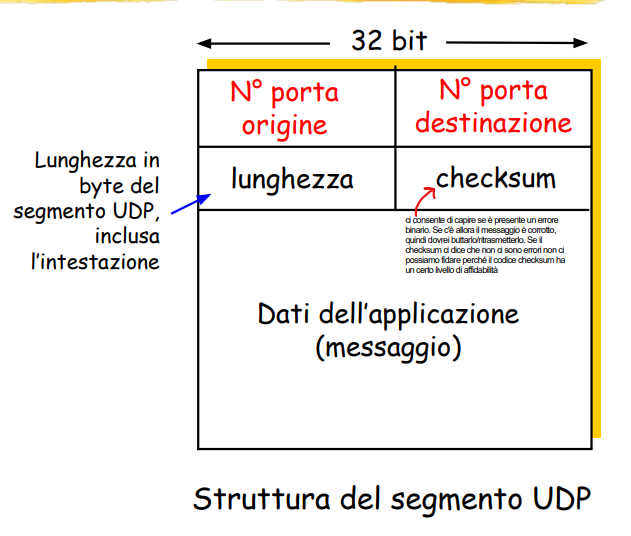 32 bit
N° porta
origine
N° porta
destinazione
Lunghezza in
byte del
segmento UDP,
inclusa
l'intestazione
lunghezza
checksum
ci consente di capire se è presente un errore
binario. Se c'è allora il messaggio è corrotto,
quindi dovrei buttarlo/ritrasmetterlo. Se il
checksum ci dice che non ci sono errori non ci
possiamo fidare perché il codice checksum ha
un certo livello di affidabilità
Dati dell'applicazione
(messaggio)
Struttura del segmento UDP